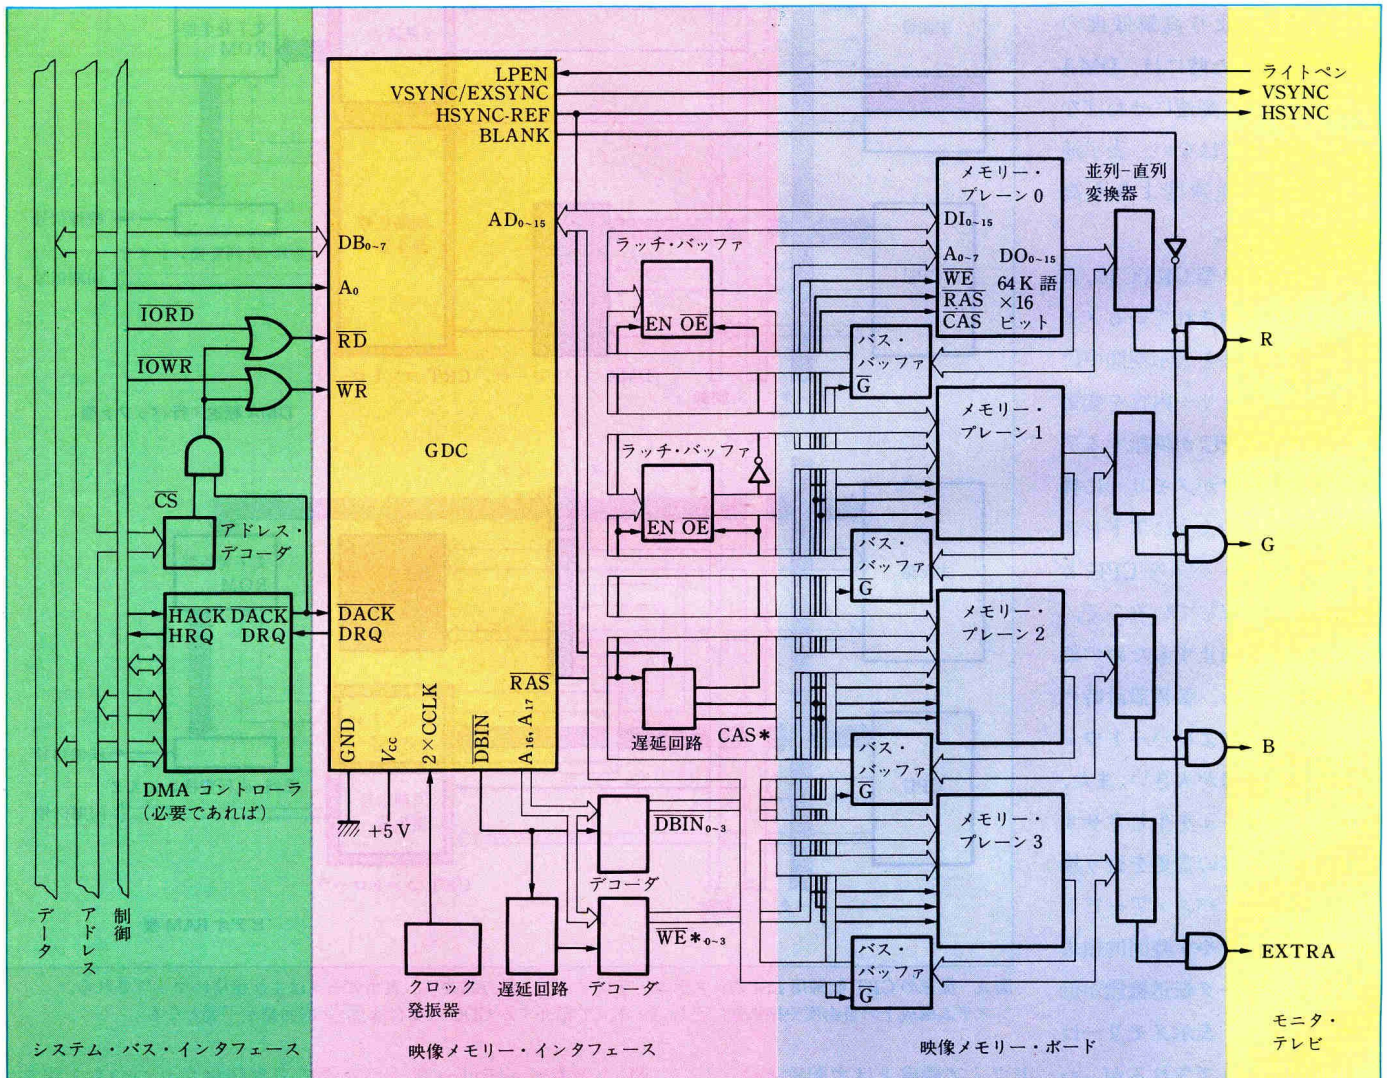 LPEN
VSYNC/EXSYNC
HSYNC-REF
BLANK
AD0~15
DB0~7
A0
RD
WR
GDC
DACK
DRQ
RAS
GND
Vcc
2×CCLK
DBIN
A16, A17
+5V
ライトペン
VSYNC
HSYNC
IORD
IOWR
CS
アドレス・
デコーダ
HACK DACK
HRQ DRQ
DMA コントローラ
(必要であれば)
データ
アドレス
制御
システム・バス・インタフェース
ラッチ・バッファ
EN OE
ラッチ・バッファ
EN OE
遅延回路
CAS*
DBIN0~3
デコーダ
WE*0~3
デコーダ
遅延回路
クロック
発振器
映像メモリー・インタフェース
メモリー・
プレーン0
DI0~15
A0~7 DO0~15
WE 64K語
RAS ×16
CAS ビット
並列-直列
変換器
バス・
バッファ
G
メモリー・
プレーン1
バス・
バッファ
G
メモリー・
プレーン2
バス・
バッファ
G
メモリー・
プレーン3
バス・
バッファ
G
映像メモリー・ボード
R
G
B
EXTRA
モニタ・
テレビ